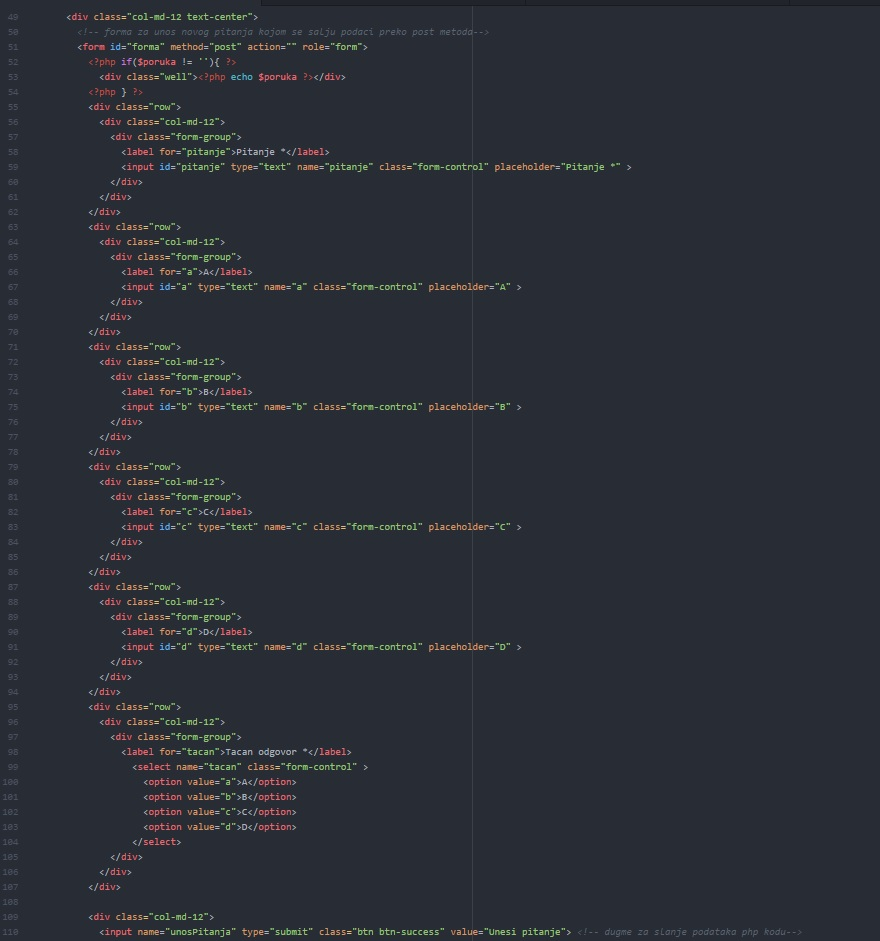 49 <div class="col-md-12 text-center">
50 <!-- forma za unos novog pitanja kojom se salju podaci preko post metoda-->
51 <form id="forma" method="post" action="" role="form">
52 <?php if($poruka != ''){ ?>
53 <div class="well"><?php echo $poruka ?></div>
54 <?php } ?>
55 <div class="row">
56 <div class="col-md-12">
57 <div class="form-group">
58 <label for="pitanje">Pitanje *</label>
59 <input id="pitanje" type="text" name="pitanje" class="form-control" placeholder="Pitanje *" >
60 </div>
61 </div>
62 </div>
63 <div class="row">
64 <div class="col-md-12">
65 <div class="form-group">
66 <label for="a">A</label>
67 <input id="a" type="text" name="a" class="form-control" placeholder="A" >
68 </div>
69 </div>
70 </div>
71 <div class="row">
72 <div class="col-md-12">
73 <div class="form-group">
74 <label for="b">B</label>
75 <input id="b" type="text" name="b" class="form-control" placeholder="B" >
76 </div>
77 </div>
78 </div>
79 <div class="row">
80 <div class="col-md-12">
81 <div class="form-group">
82 <label for="c">C</label>
83 <input id="c" type="text" name="c" class="form-control" placeholder="C" >
84 </div>
85 </div>
86 </div>
87 <div class="row">
88 <div class="col-md-12">
89 <div class="form-group">
90 <label for="d">D</label>
91 <input id="d" type="text" name="d" class="form-control" placeholder="D" >
92 </div>
93 </div>
94 </div>
95 <div class="row">
96 <div class="col-md-12">
97 <div class="form-group">
98 <label for="tacan">Tacan odgovor *</label>
99 <select name="tacan" class="form-control" >
100 <option value="a">A</option>
101 <option value="b">B</option>
102 <option value="c">C</option>
103 <option value="d">D</option>
104 </select>
105 </div>
106 </div>
107 </div>
108
109 <div class="col-md-12">
110 <input name="unosPitanja" type="submit" class="btn btn-success" value="Unesi pitanje"> <!-- dugme za slanje podataka php kodu-->